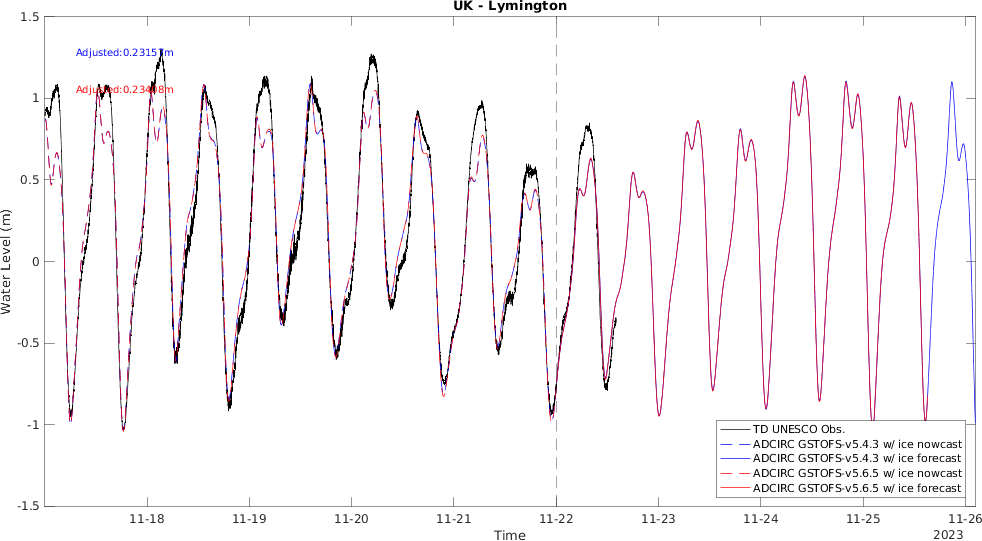 UK - Lymington
1.5
1
0.5
0
-0.5
-1
-1.5
Water Level (m)
Adjusted:0.23157m
Adjusted:0.23408m
TD UNESCO Obs.
ADCIRC GSTOFS-v5.4.3 w/ ice nowcast
ADCIRC GSTOFS-v5.4.3 w/ ice forecast
ADCIRC GSTOFS-v5.6.5 w/ ice nowcast
ADCIRC GSTOFS-v5.6.5 w/ ice forecast
11-18 11-19 11-20 11-21 11-22 11-23 11-24 11-25 11-26
Time
2023